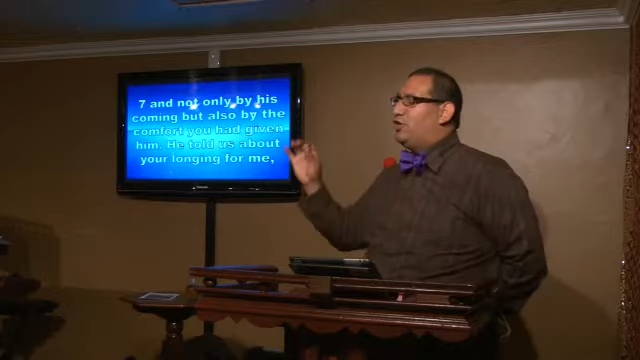 7 and not only by his
coming but also by the
comfort you had given
him. He told us about
your longing for me,